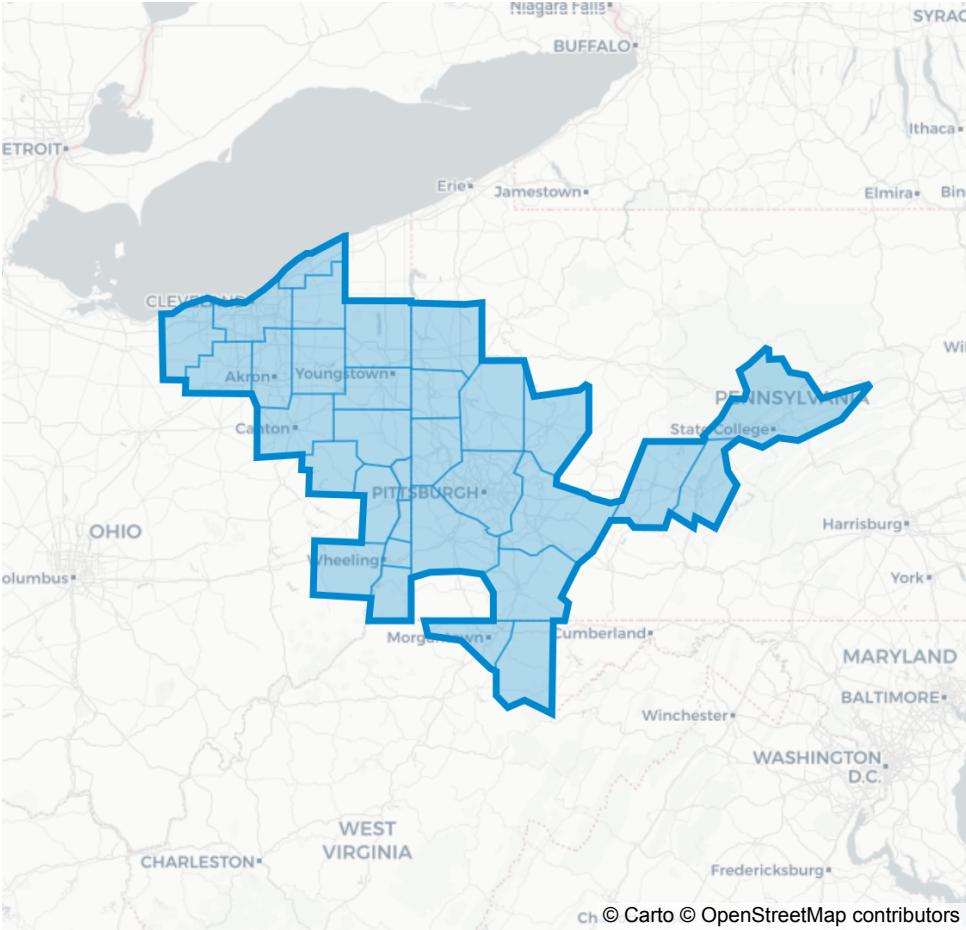 Niagara Falls
SYRAC
BUFFALO
Ithaca
ETROIT
Erie
Jamestown
Elmira
Bin
CLEVELAND
Wil
Akron
Youngstown
PENNSYLVANIA
Canton
State College
PITTSBURGH
OHIO
Harrisburg
Wheeling
olumbus
York
Morgantown
Cumberland
MARYLAND
BALTIMORE
Winchester
WASHINGTON
D.C.
WEST
VIRGINIA
CHARLESTON
Fredericksburg
Ch
© Carto © OpenStreetMap contributors